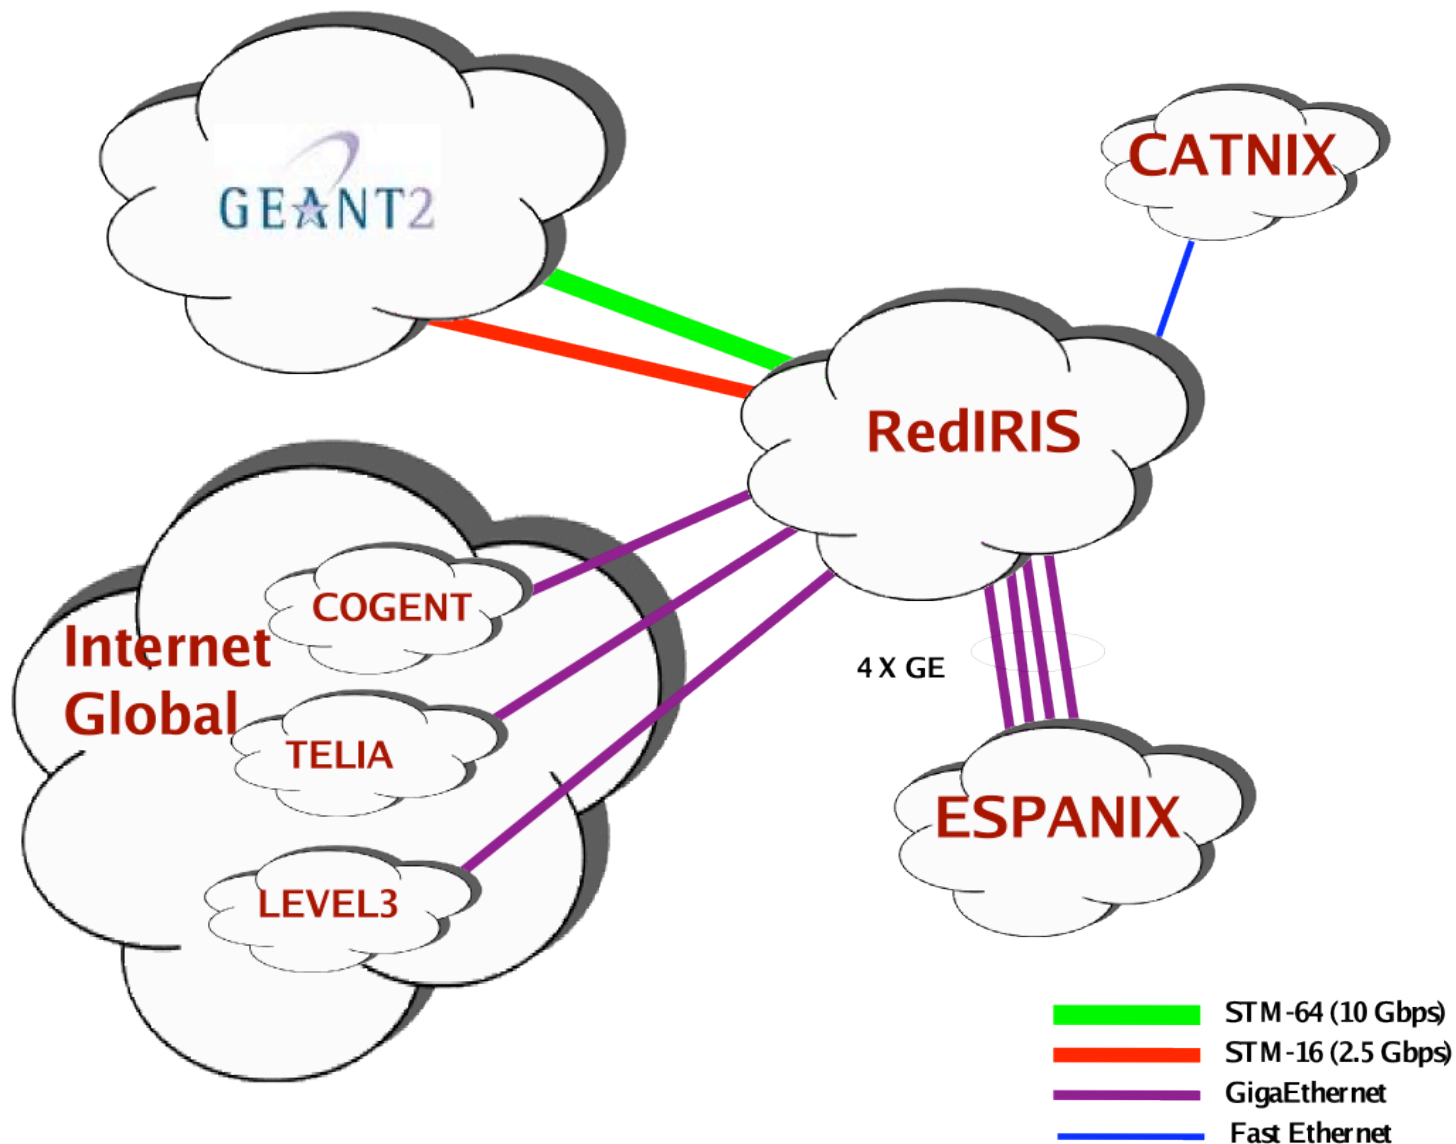 GEANT2
CATNIX
RedIRIS
COGENT
Internet
Global
TELIA
LEVEL3
4 X GE
ESPANIX
STM-64 (10 Gbps)
STM-16 (2.5 Gbps)
GigaEthernet
Fast Ethernet